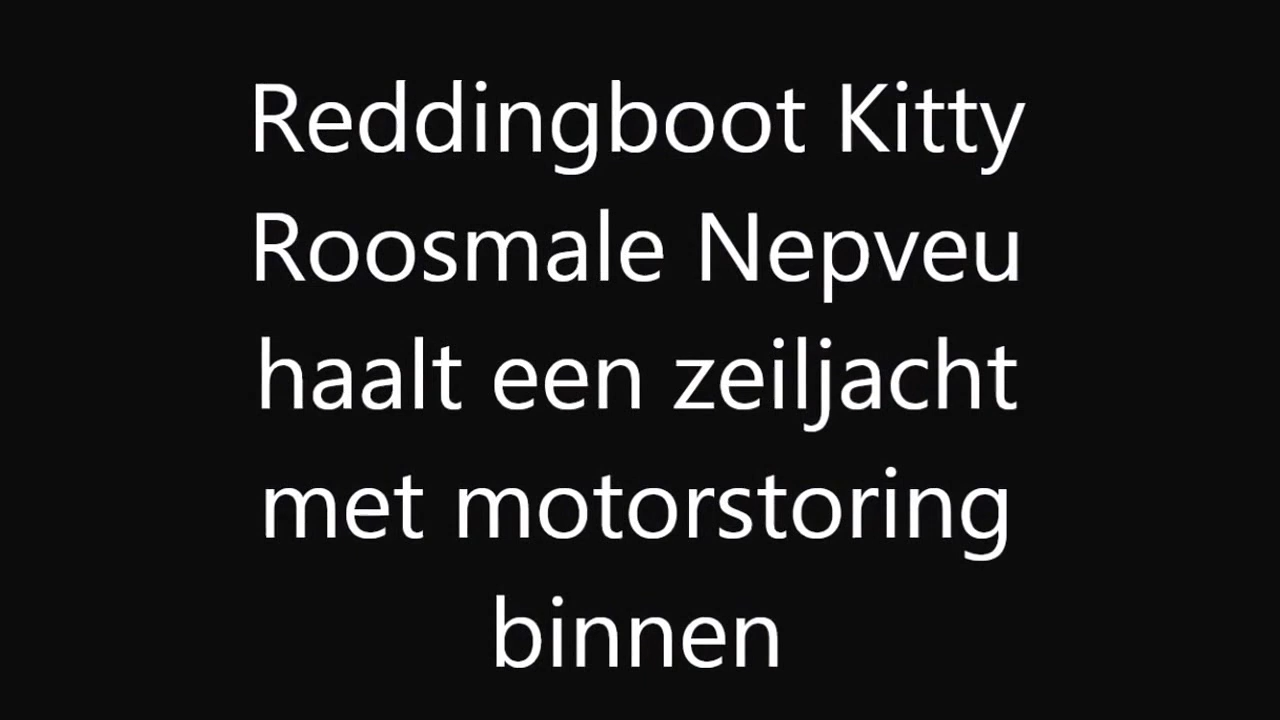 Reddingboot Kitty
Roosmale Nepveu
haalt een zeiljacht
met motorstoring
binnen